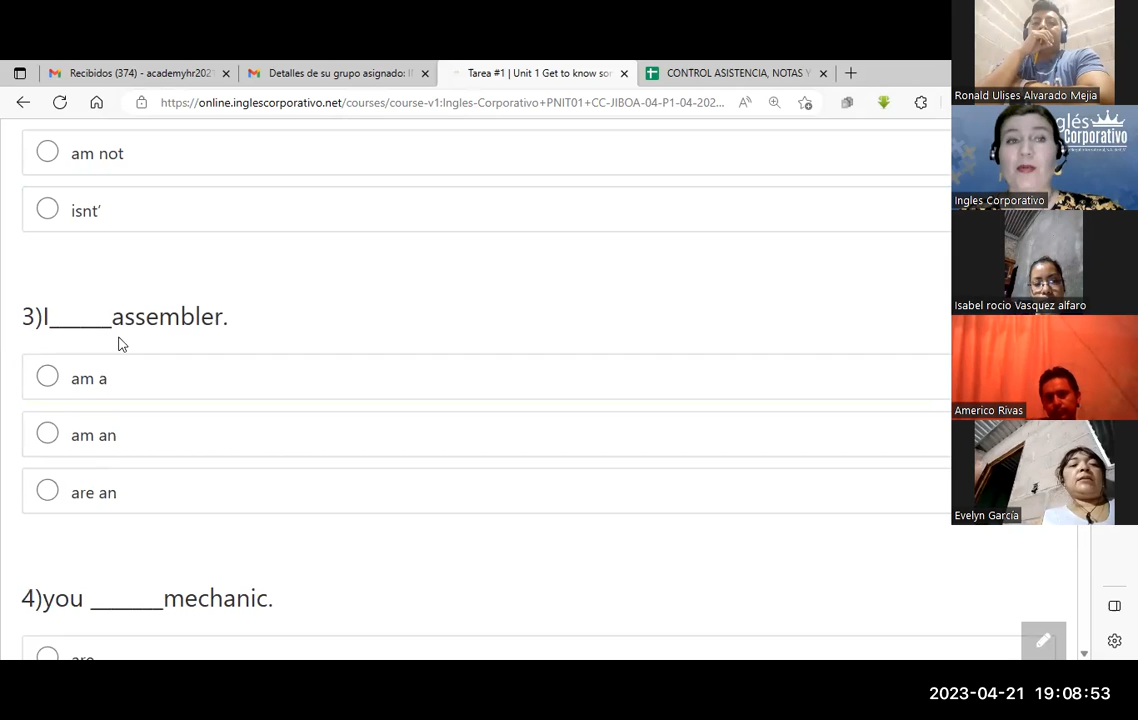 Recibidos (374) - academyhr202
Detalles de su grupo asignado: I
Tarea #1 | Unit 1 Get to know sor
CONTROL ASISTENCIA, NOTAS Y
https://online.inglescorporativo.net/courses/course-v1:Ingles-Corporativo+PNIT01+CC-JIBOA-04-P1-04-202...
am not
isnt’
3)I______assembler.
am a
am an
are an
4)you _______mechanic.
Ronald Ulises Alvarado Mejia
glés
Corporativo
Ingles Corporativo
Isabel rocio Vasquez alfaro
Americo Rivas
Evelyn García
2023-04-21 19:08:53